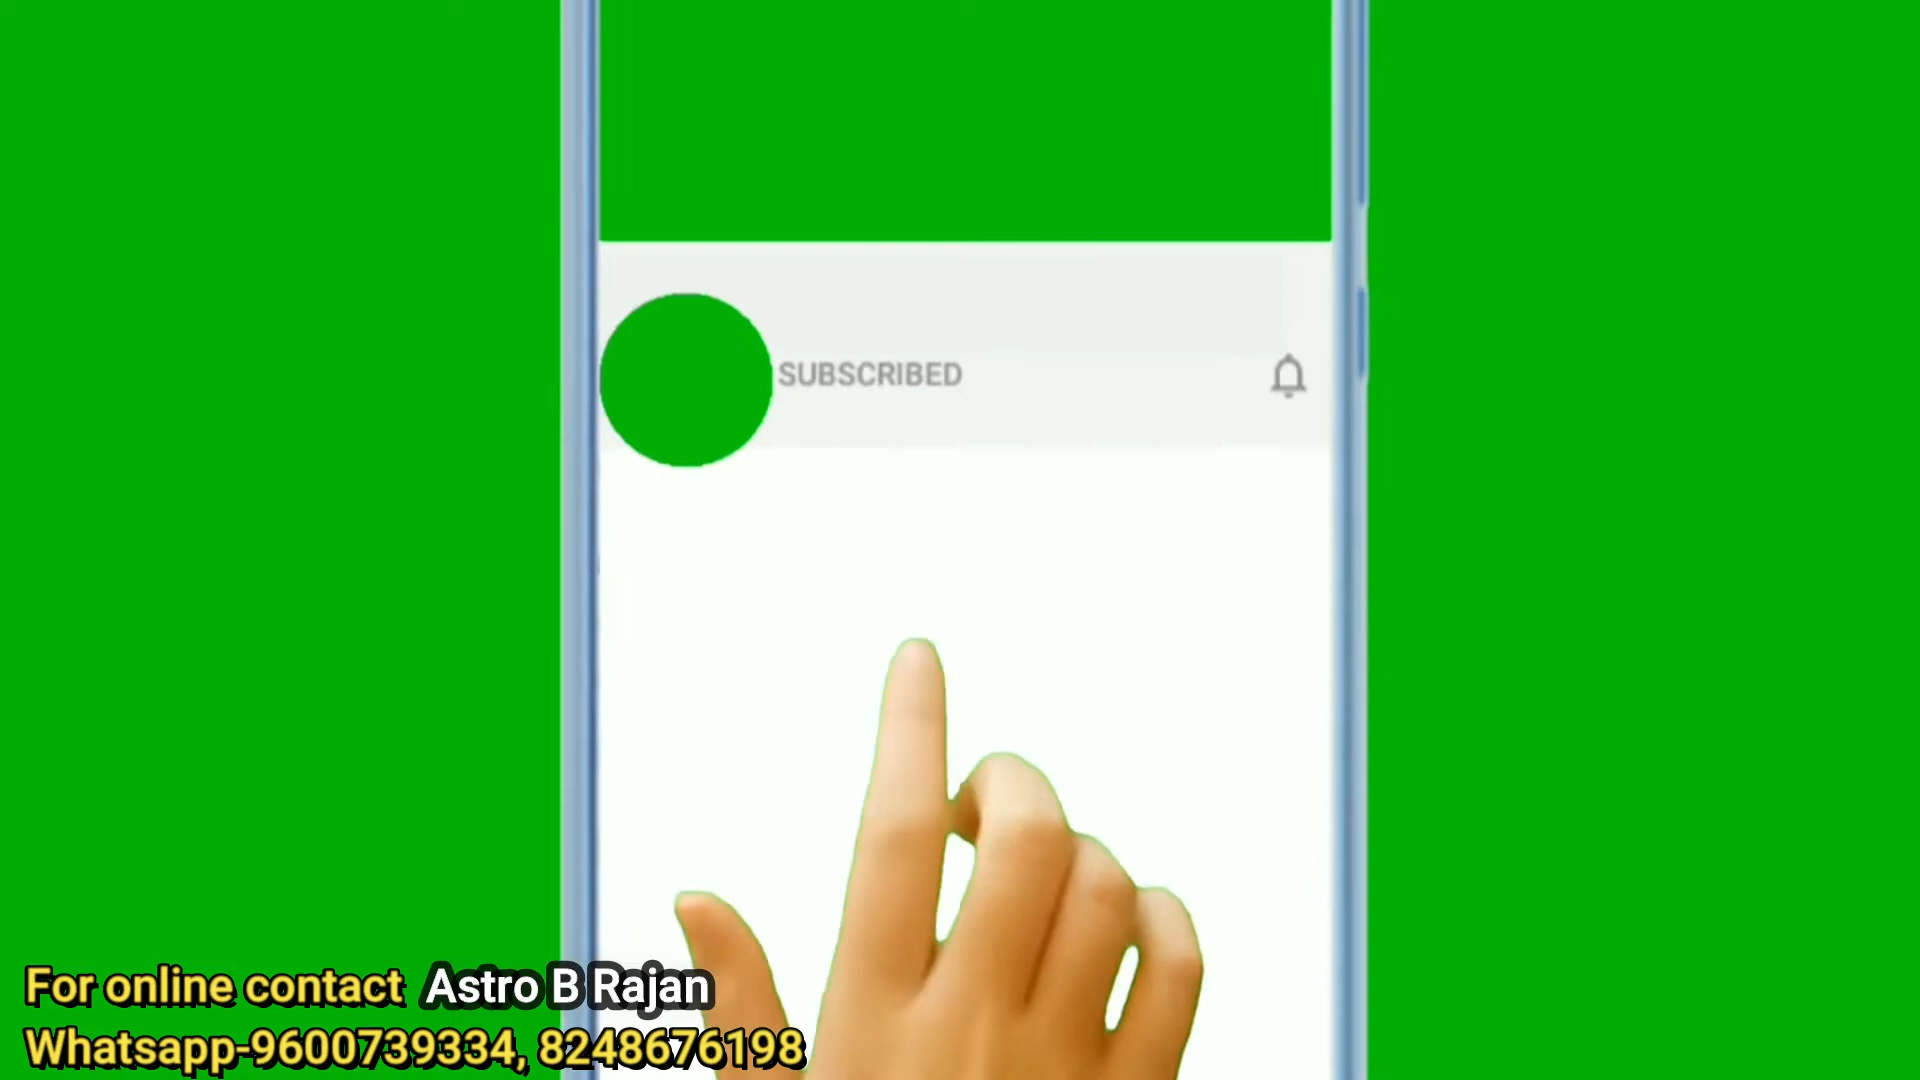 SUBSCRIBED
For online contact Astro B Rajan
Whatsapp-9600739334, 8248676198